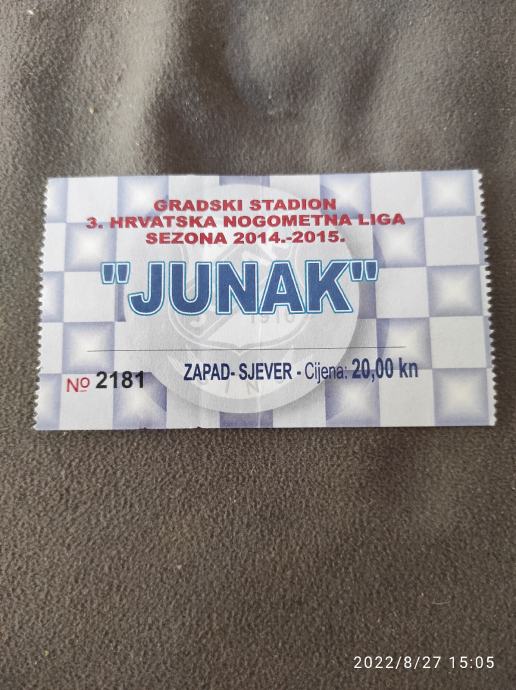 GRADSKI STADION
3. HRVATSKA NOGOMETNA LIGA
SEZONA 2014.-2015.
"JUNAK"
№ 2181
ZAPAD- SJEVER - Cijena: 20,00 kn
2022/8/27 15:05